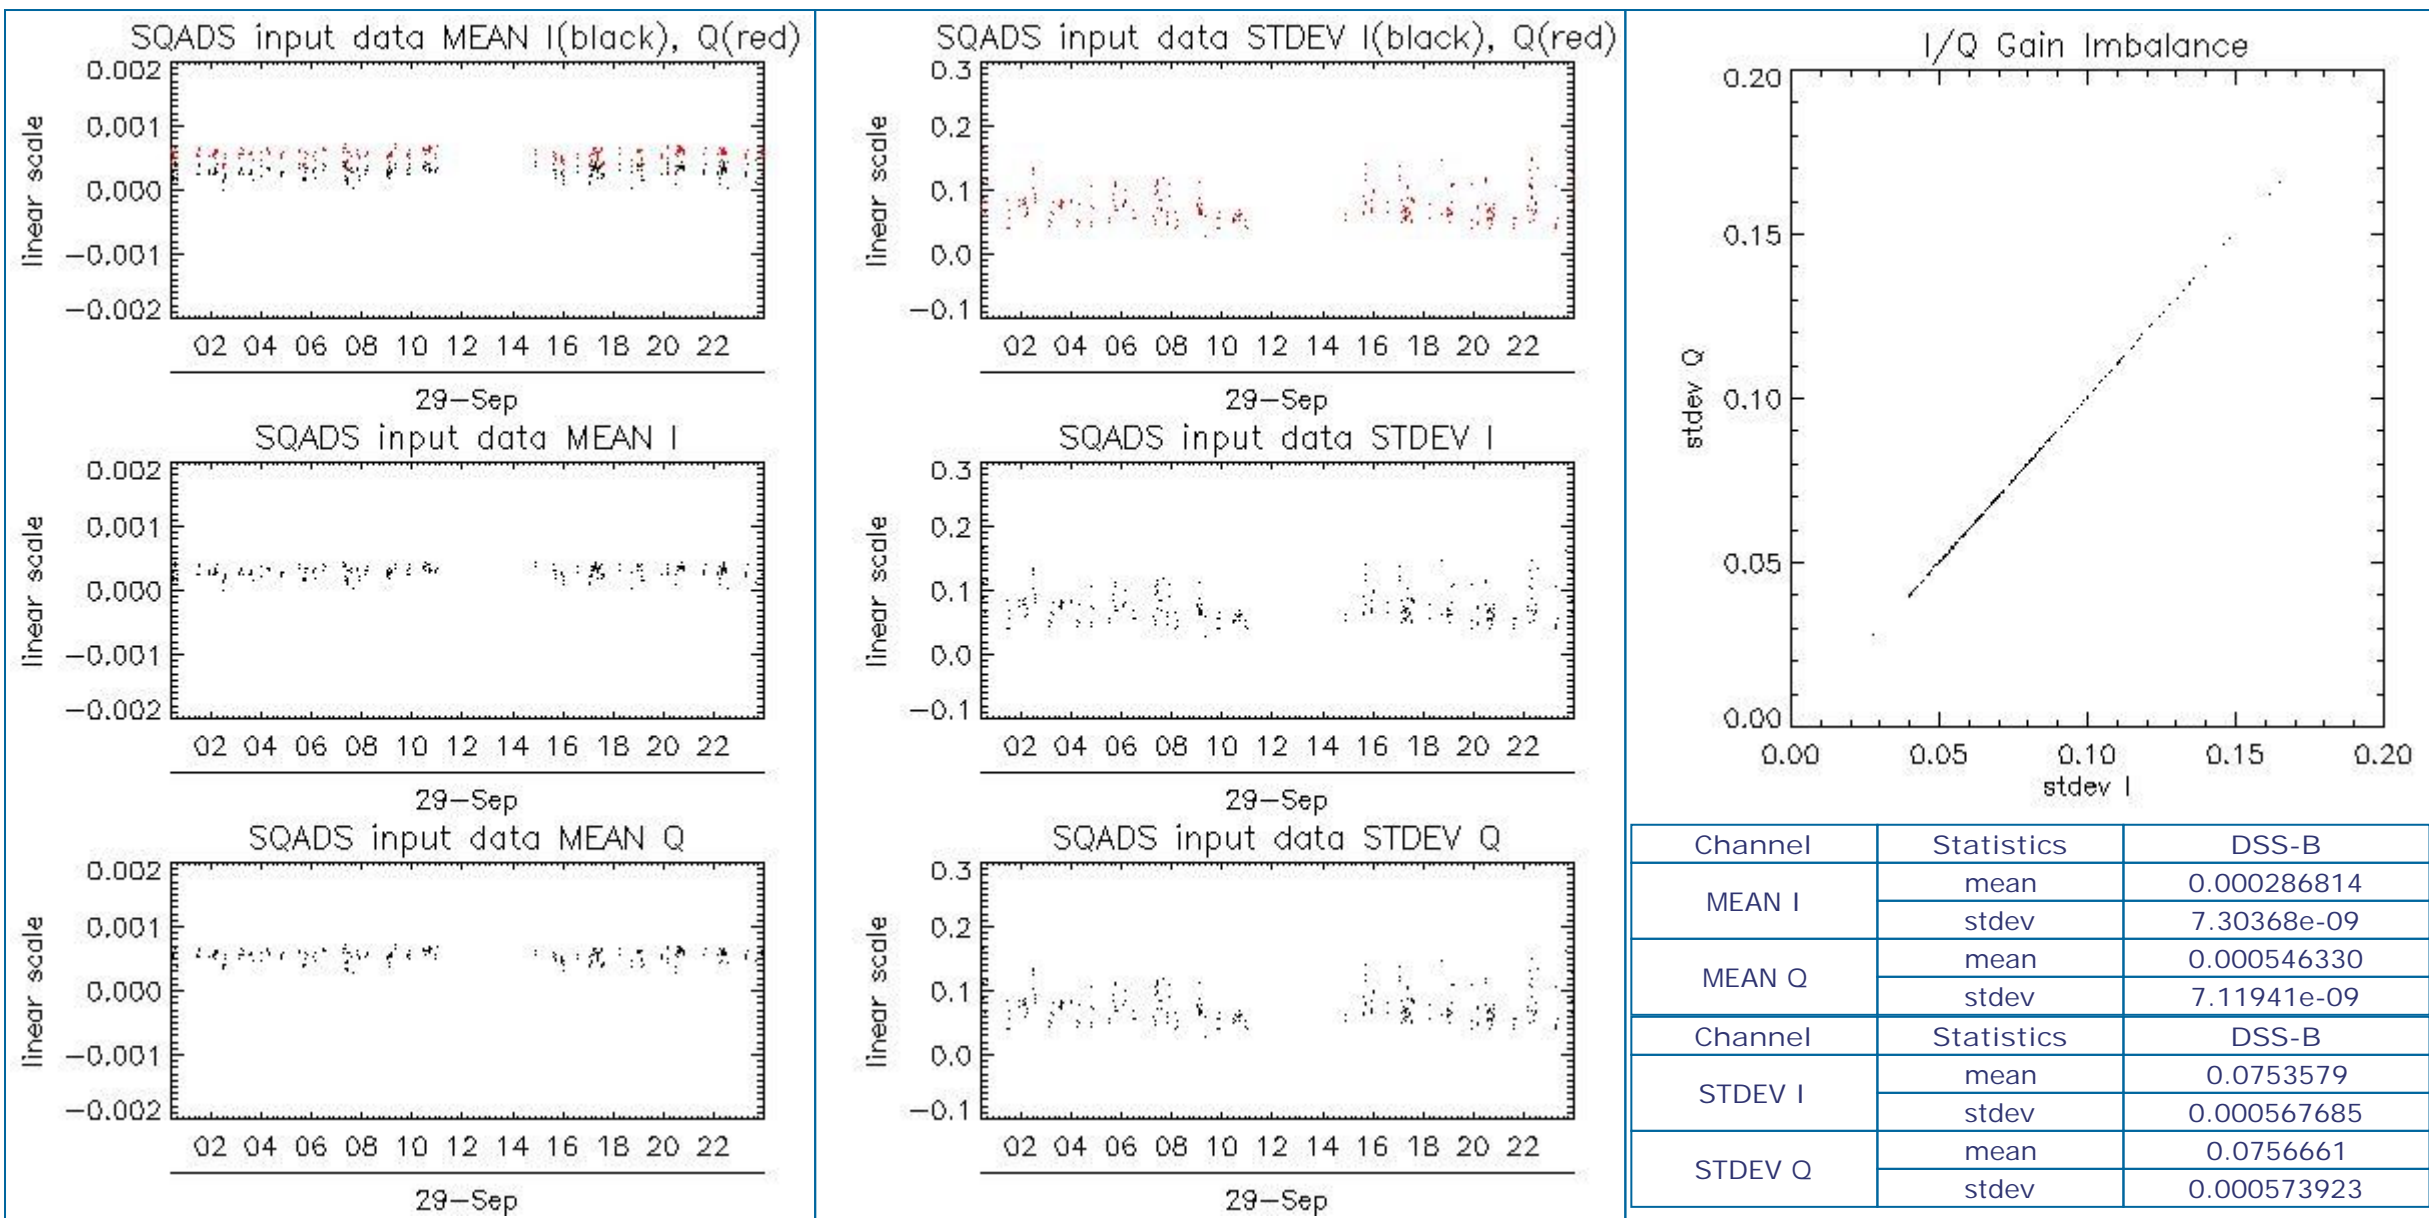 SQADS input data MEAN I(black), Q(red)
0.002
0.001
0.000
-0.001
-0.002
linear scale
02 04 06 08 10 12 14 16 18 20 22
29-Sep
SQADS input data MEAN I
0.002
0.001
0.000
-0.001
-0.002
linear scale
02 04 06 08 10 12 14 16 18 20 22
29-Sep
SQADS input data MEAN Q
0.002
0.001
0.000
-0.001
-0.002
linear scale
02 04 06 08 10 12 14 16 18 20 22
29-Sep
SQADS input data STDEV I(black), Q(red)
0.3
0.2
0.1
0.0
-0.1
linear scale
02 04 06 08 10 12 14 16 18 20 22
29-Sep
SQADS input data STDEV I
0.3
0.2
0.1
0.0
-0.1
linear scale
02 04 06 08 10 12 14 16 18 20 22
29-Sep
SQADS input data STDEV Q
0.3
0.2
0.1
0.0
-0.1
linear scale
02 04 06 08 10 12 14 16 18 20 22
29-Sep
I/Q Gain Imbalance
0.20
0.15
0.10
0.05
0.00
stdev Q
0.00 0.05 0.10 0.15 0.20
stdev I
Channel Statistics DSS-B
MEAN I mean 0.000286814
stdev 7.30368e-09
MEAN Q mean 0.000546330
stdev 7.11941e-09
Channel Statistics DSS-B
STDEV I mean 0.0753579
stdev 0.000567685
STDEV Q mean 0.0756661
stdev 0.000573923